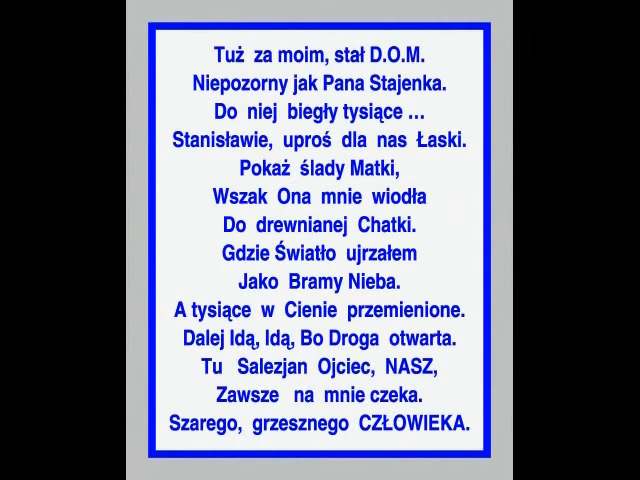 Tuż za moim, stał D.O.M.
Niepozorny jak Pana Stajenka.
Do niej biegły tysiące ...
Stanisławie, uproś dla nas Łaski.
Pokaż ślady Matki,
Wszak Ona mnie wiodła
Do drewnianej Chatki.
Gdzie Światło ujrzałem
Jako Bramy Nieba.
A tysiące w Cienie przemienione.
Dalej Idą, Idą, Bo Droga otwarta.
Tu Salezjan Ojciec, NASZ,
Zawsze na mnie czeka.
Szarego, grzesznego CZŁOWIEKA.